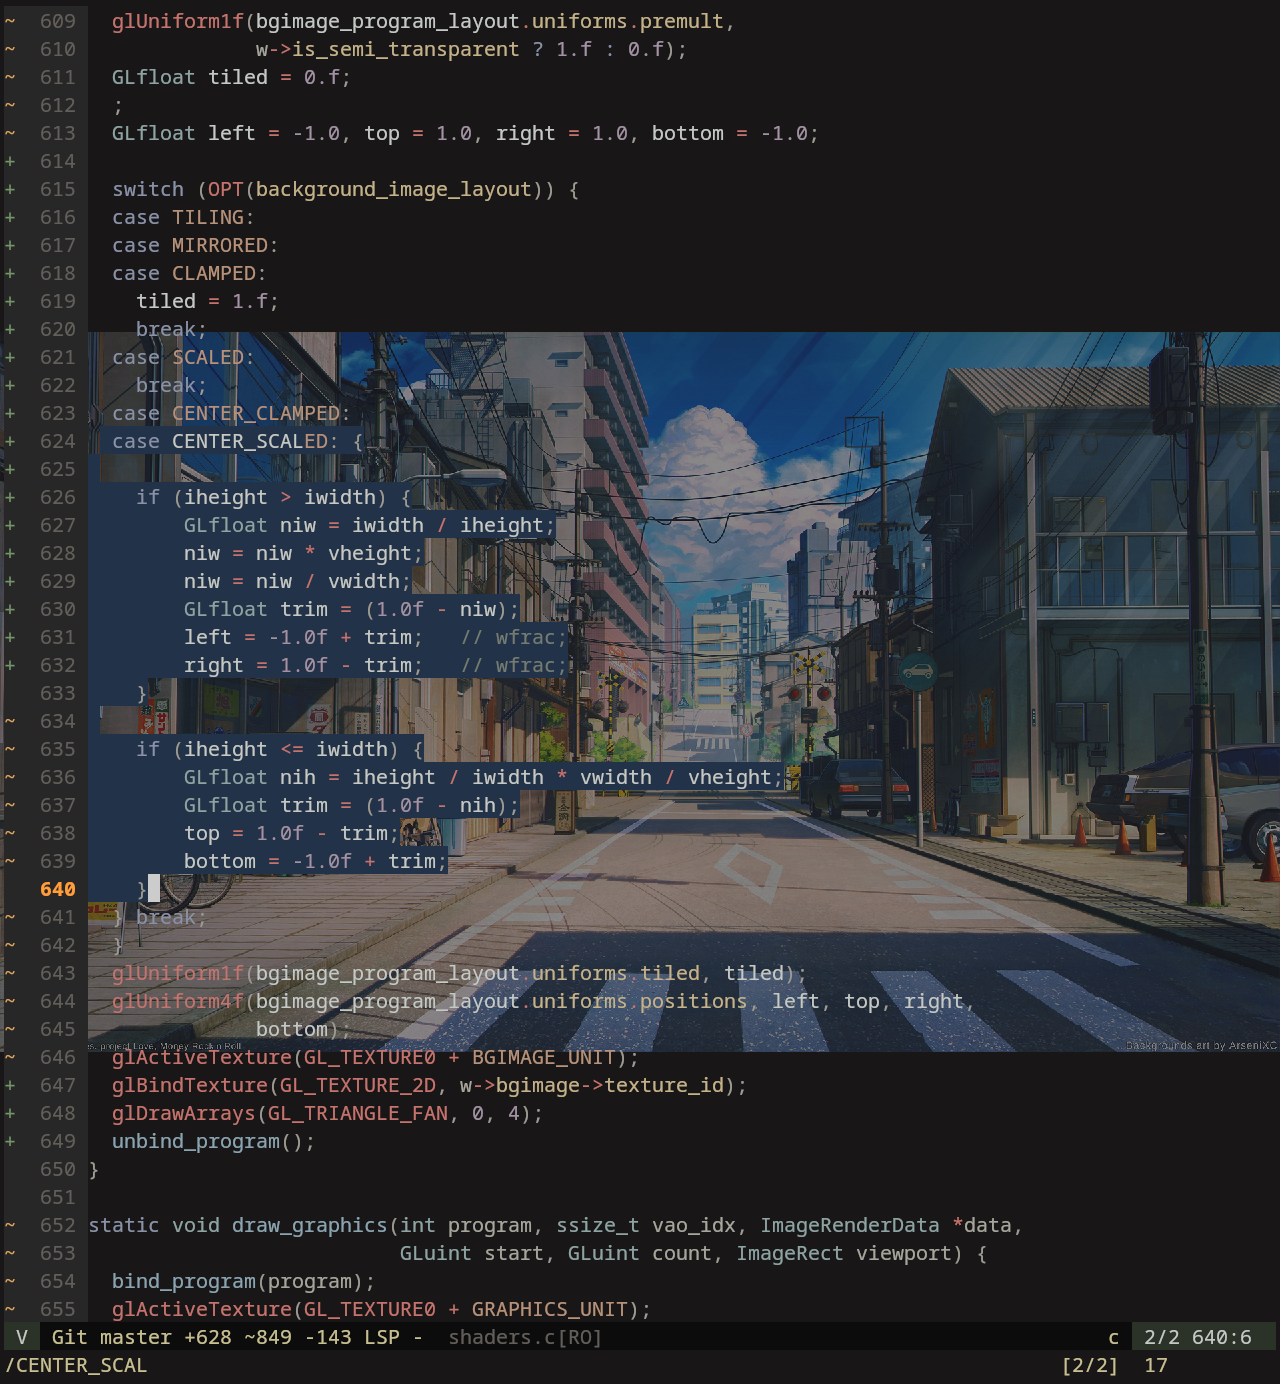 ~ 609   glUniform1f(bgimage_program_layout.uniforms.premult,
~ 610               w->is_semi_transparent ? 1.f : 0.f);
~ 611   GLfloat tiled = 0.f;
~ 612   ;
~ 613   GLfloat left = -1.0, top = 1.0, right = 1.0, bottom = -1.0;
+ 614
+ 615   switch (OPT(background_image_layout)) {
+ 616   case TILING:
+ 617   case MIRRORED:
+ 618   case CLAMPED:
+ 619     tiled = 1.f;
+ 620     break;
+ 621   case SCALED:
+ 622     break;
+ 623   case CENTER_CLAMPED:
+ 624   case CENTER_SCALED: {
+ 625
+ 626     if (iheight > iwidth) {
+ 627         GLfloat niw = iwidth / iheight;
+ 628         niw = niw * vheight;
+ 629         niw = niw / vwidth;
+ 630         GLfloat trim = (1.0f - niw);
+ 631         left = -1.0f + trim;   // wfrac;
+ 632         right = 1.0f - trim;   // wfrac;
633     }
~ 634
~ 635     if (iheight <= iwidth) {
~ 636         GLfloat nih = iheight / iwidth * vwidth / vheight;
~ 637         GLfloat trim = (1.0f - nih);
~ 638         top = 1.0f - trim;
~ 639         bottom = -1.0f + trim;
640     }
~ 641   } break;
~ 642   }
~ 643   glUniform1f(bgimage_program_layout.uniforms.tiled, tiled);
~ 644   glUniform4f(bgimage_program_layout.uniforms.positions, left, top, right,
~ 645               bottom);
es, project Love, Money Rock'n Roll
Backgrounds art by ArseniXC
~ 646   glActiveTexture(GL_TEXTURE0 + BGIMAGE_UNIT);
+ 647   glBindTexture(GL_TEXTURE_2D, w->bgimage->texture_id);
+ 648   glDrawArrays(GL_TRIANGLE_FAN, 0, 4);
+ 649   unbind_program();
650 }
651
~ 652 static void draw_graphics(int program, ssize_t vao_idx, ImageRenderData *data,
~ 653                           GLuint start, GLuint count, ImageRect viewport) {
~ 654   bind_program(program);
~ 655   glActiveTexture(GL_TEXTURE0 + GRAPHICS_UNIT);
V  Git master +628 ~849 -143 LSP -  shaders.c[RO]  c  2/2 640:6
/CENTER_SCAL  [2/2]  17